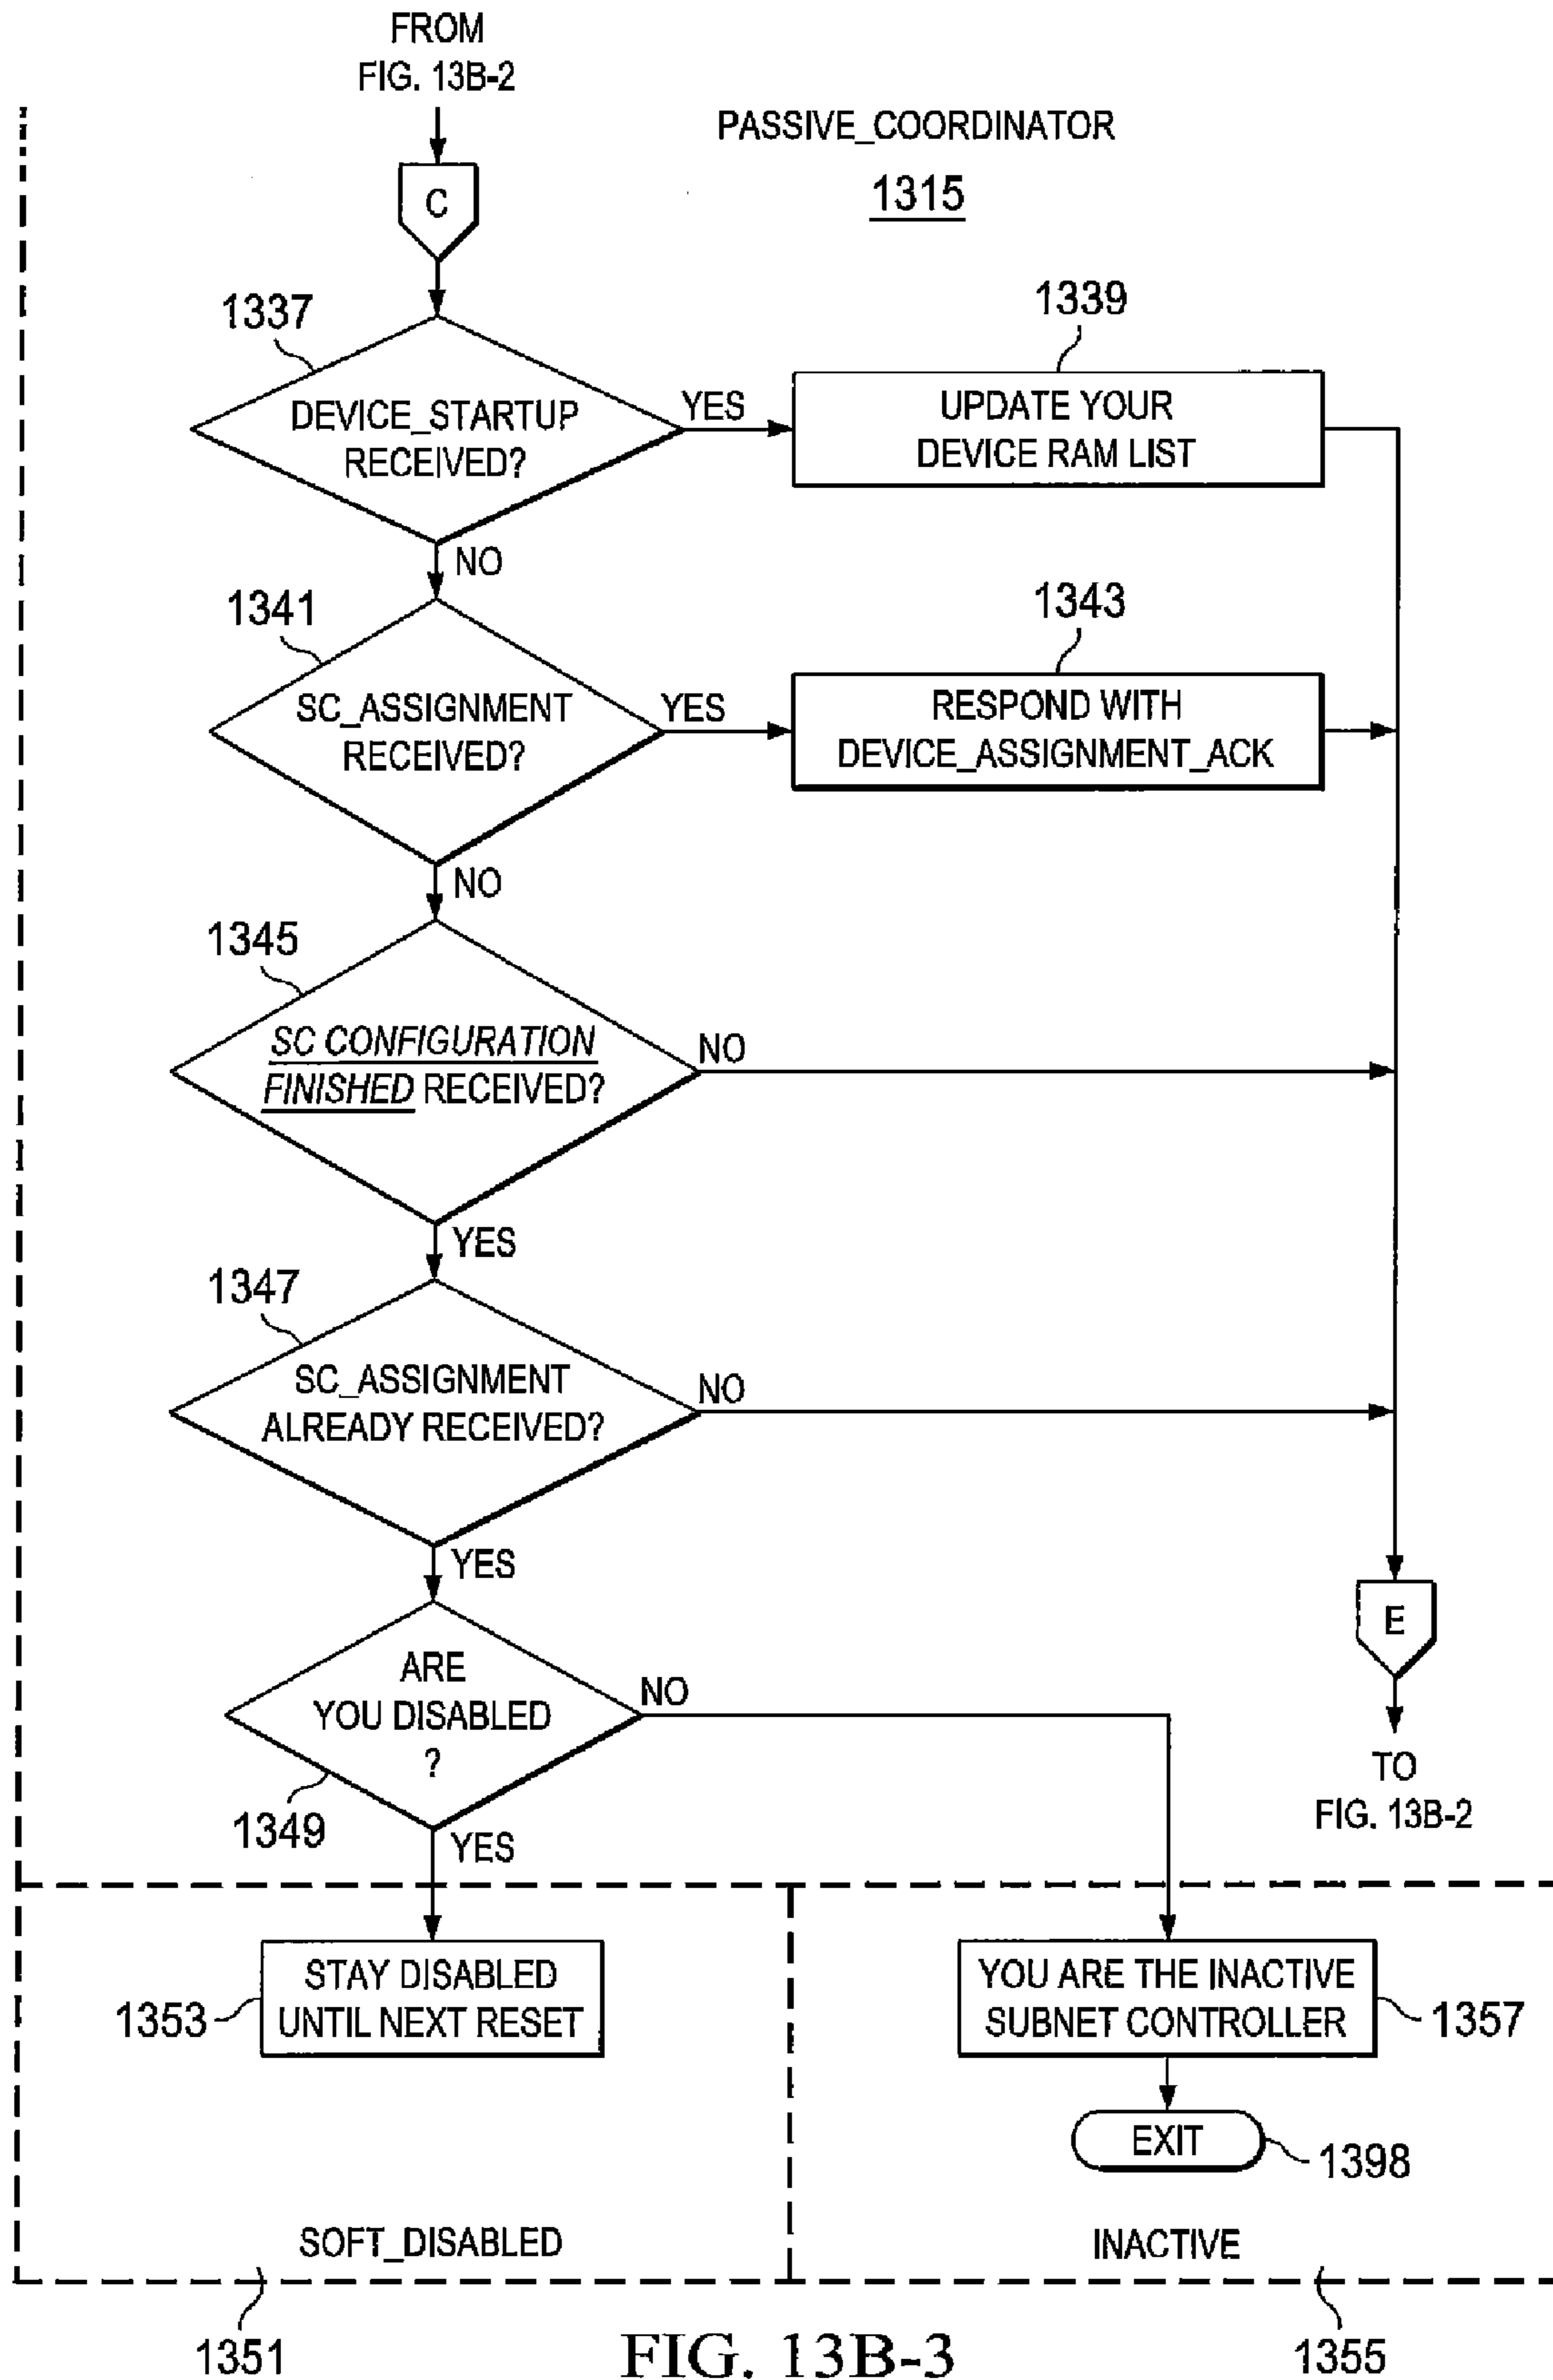 FROM
FIG. 13B-2
PASSIVE_COORDINATOR
1315
C
1337
DEVICE_STARTUP
RECEIVED?
YES
NO
1339
UPDATE YOUR
DEVICE RAM LIST
1341
SC_ASSIGNMENT
RECEIVED?
YES
NO
1343
RESPOND WITH
DEVICE_ASSIGNMENT_ACK
1345
SC CONFIGURATION
FINISHED RECEIVED?
NO
YES
1347
SC_ASSIGNMENT
ALREADY RECEIVED?
NO
YES
ARE
YOU DISABLED
?
NO
1349
YES
E
TO
FIG. 13B-2
STAY DISABLED
UNTIL NEXT RESET
1353
YOU ARE THE INACTIVE
SUBNET CONTROLLER
1357
EXIT
1398
SOFT_DISABLED
INACTIVE
1351
1355
FIG. 13B-3